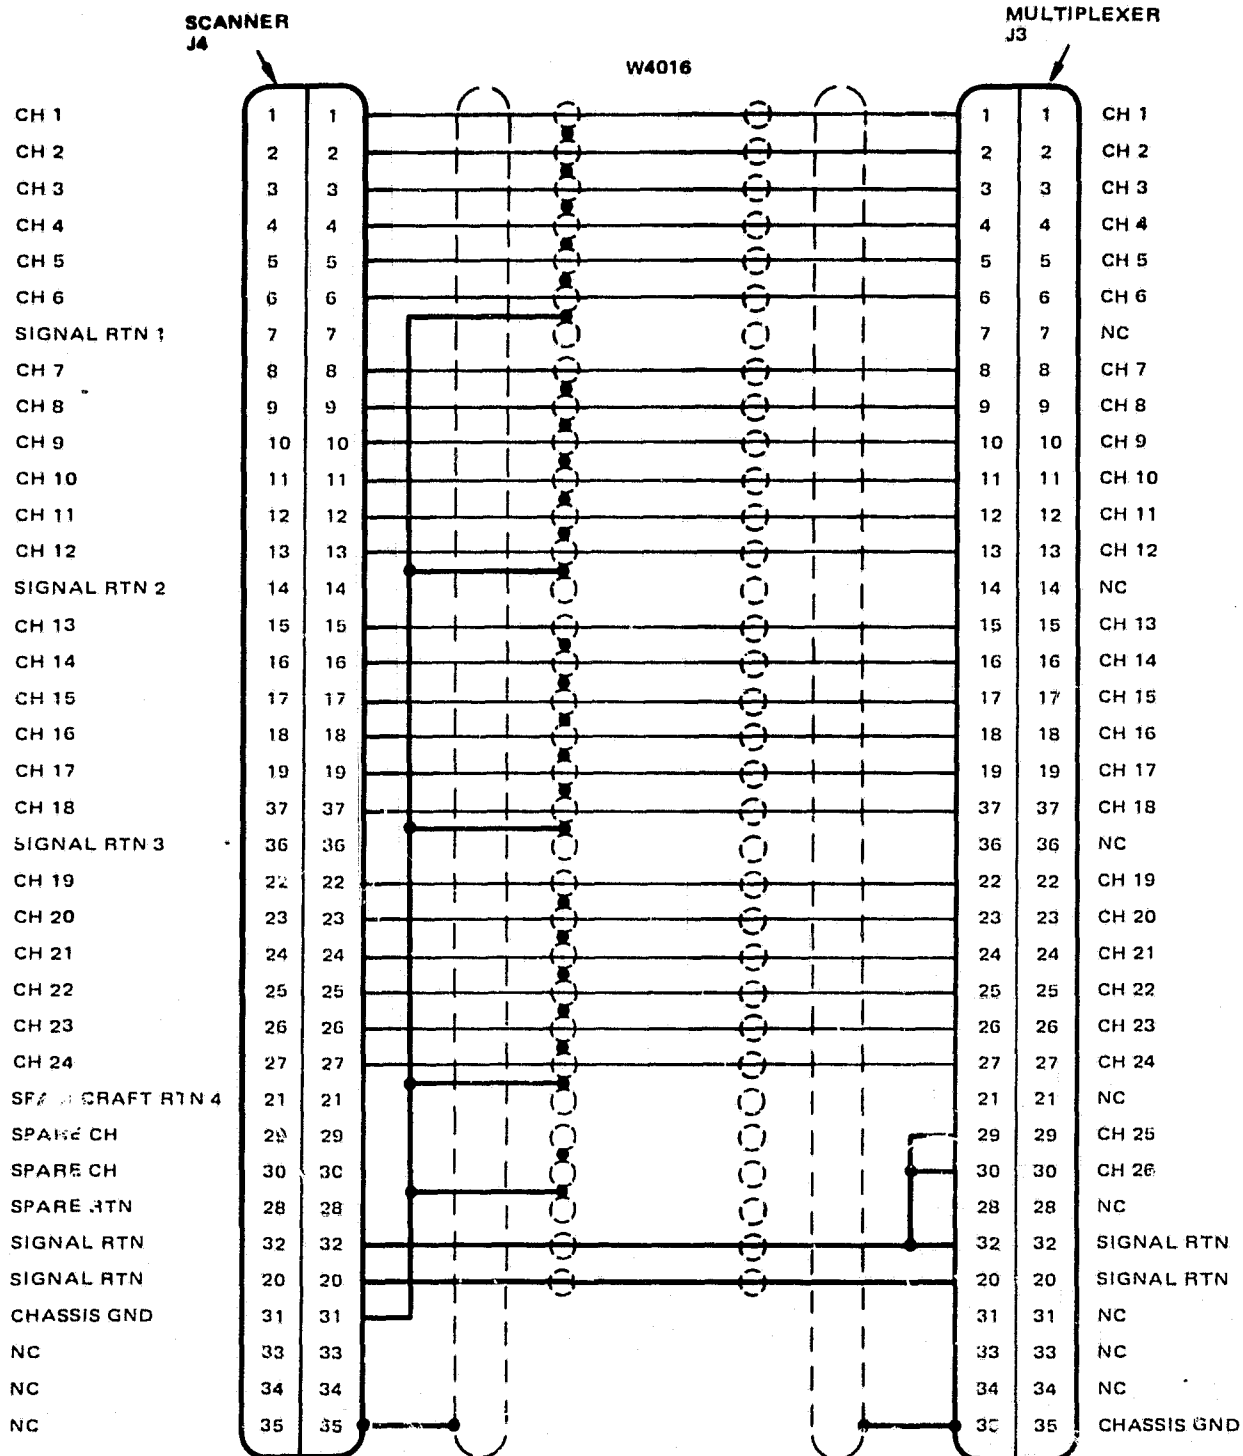 SCANNER
J4
MULTIPLEXER
J3
W4016
CH 1 1 1 1 1 CH 1
CH 2 2 2 2 2 CH 2
CH 3 3 3 3 3 CH 3
CH 4 4 4 4 4 CH 4
CH 5 5 5 5 5 CH 5
CH 6 6 6 6 6 CH 6
SIGNAL RTN 1 7 7 7 7 NC
CH 7 8 8 8 8 CH 7
CH 8 9 9 9 9 CH 8
CH 9 10 10 10 10 CH 9
CH 10 11 11 11 11 CH 10
CH 11 12 12 12 12 CH 11
CH 12 13 13 13 13 CH 12
SIGNAL RTN 2 14 14 14 14 NC
CH 13 15 15 15 15 CH 13
CH 14 16 16 16 16 CH 14
CH 15 17 17 17 17 CH 15
CH 16 18 18 18 18 CH 16
CH 17 19 19 19 19 CH 17
CH 18 37 37 37 37 CH 18
SIGNAL RTN 3 36 36 36 36 NC
CH 19 22 22 22 22 CH 19
CH 20 23 23 23 23 CH 20
CH 21 24 24 24 24 CH 21
CH 22 25 25 25 25 CH 22
CH 23 26 26 26 26 CH 23
CH 24 27 27 27 27 CH 24
RTN 4 21 21 21 21 NC
SPARE CH 29 29 29 29 CH 25
SPARE CH 30 30 30 30 CH 26
SPARE RTN 28 28 28 28 NC
SIGNAL RTN 32 32 32 32 SIGNAL RTN
SIGNAL RTN 20 20 20 20 SIGNAL RTN
CHASSIS GND 31 31 31 31 NC
NC 33 33 33 33 NC
NC 34 34 34 34 NC
NC 35 35 35 35 CHASSIS GND